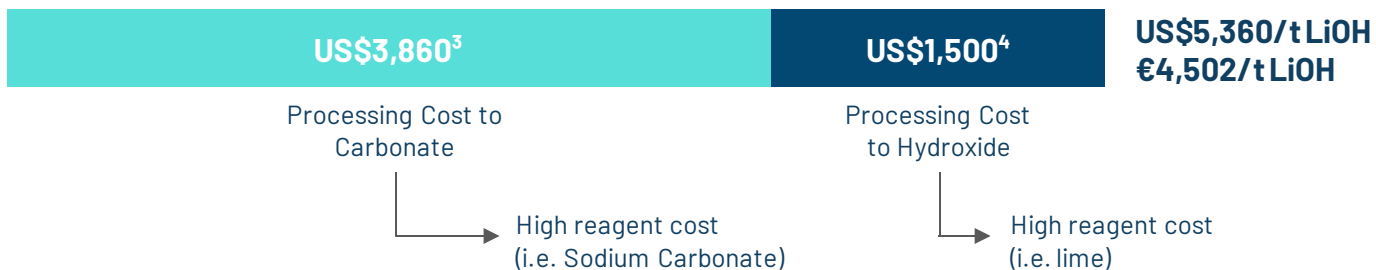 US$3,860³
US$1,500⁴
US$5,360/t LiOH
€4,502/t LiOH
Processing Cost to
Carbonate
Processing Cost
to Hydroxide
High reagent cost
(i.e. Sodium Carbonate)
High reagent cost
(i.e. lime)